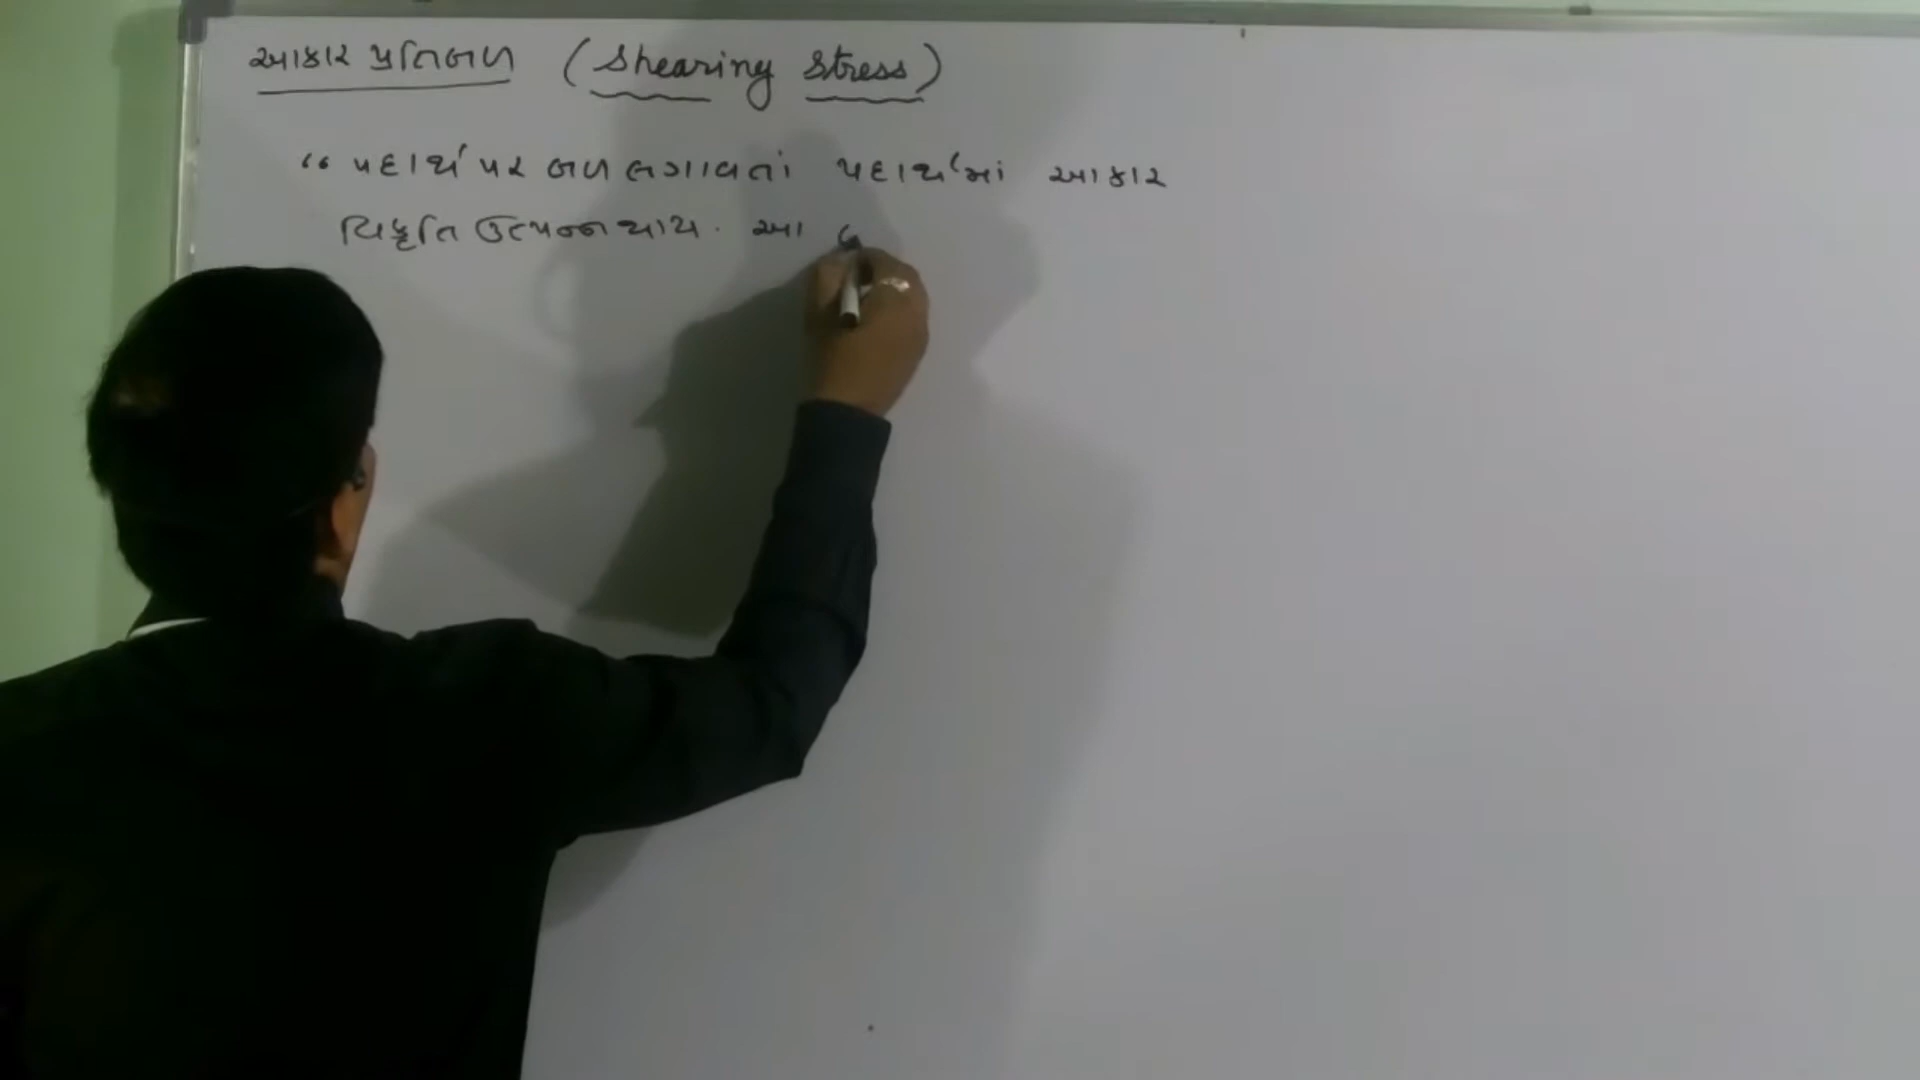 આકાર પ્રતિબળ (Shearing Stress)
“ પદાર્થ પર બળ લગાવતાં પદાર્થમાં આકાર
વિકૃતિ ઉત્પન્ન થાય. આ